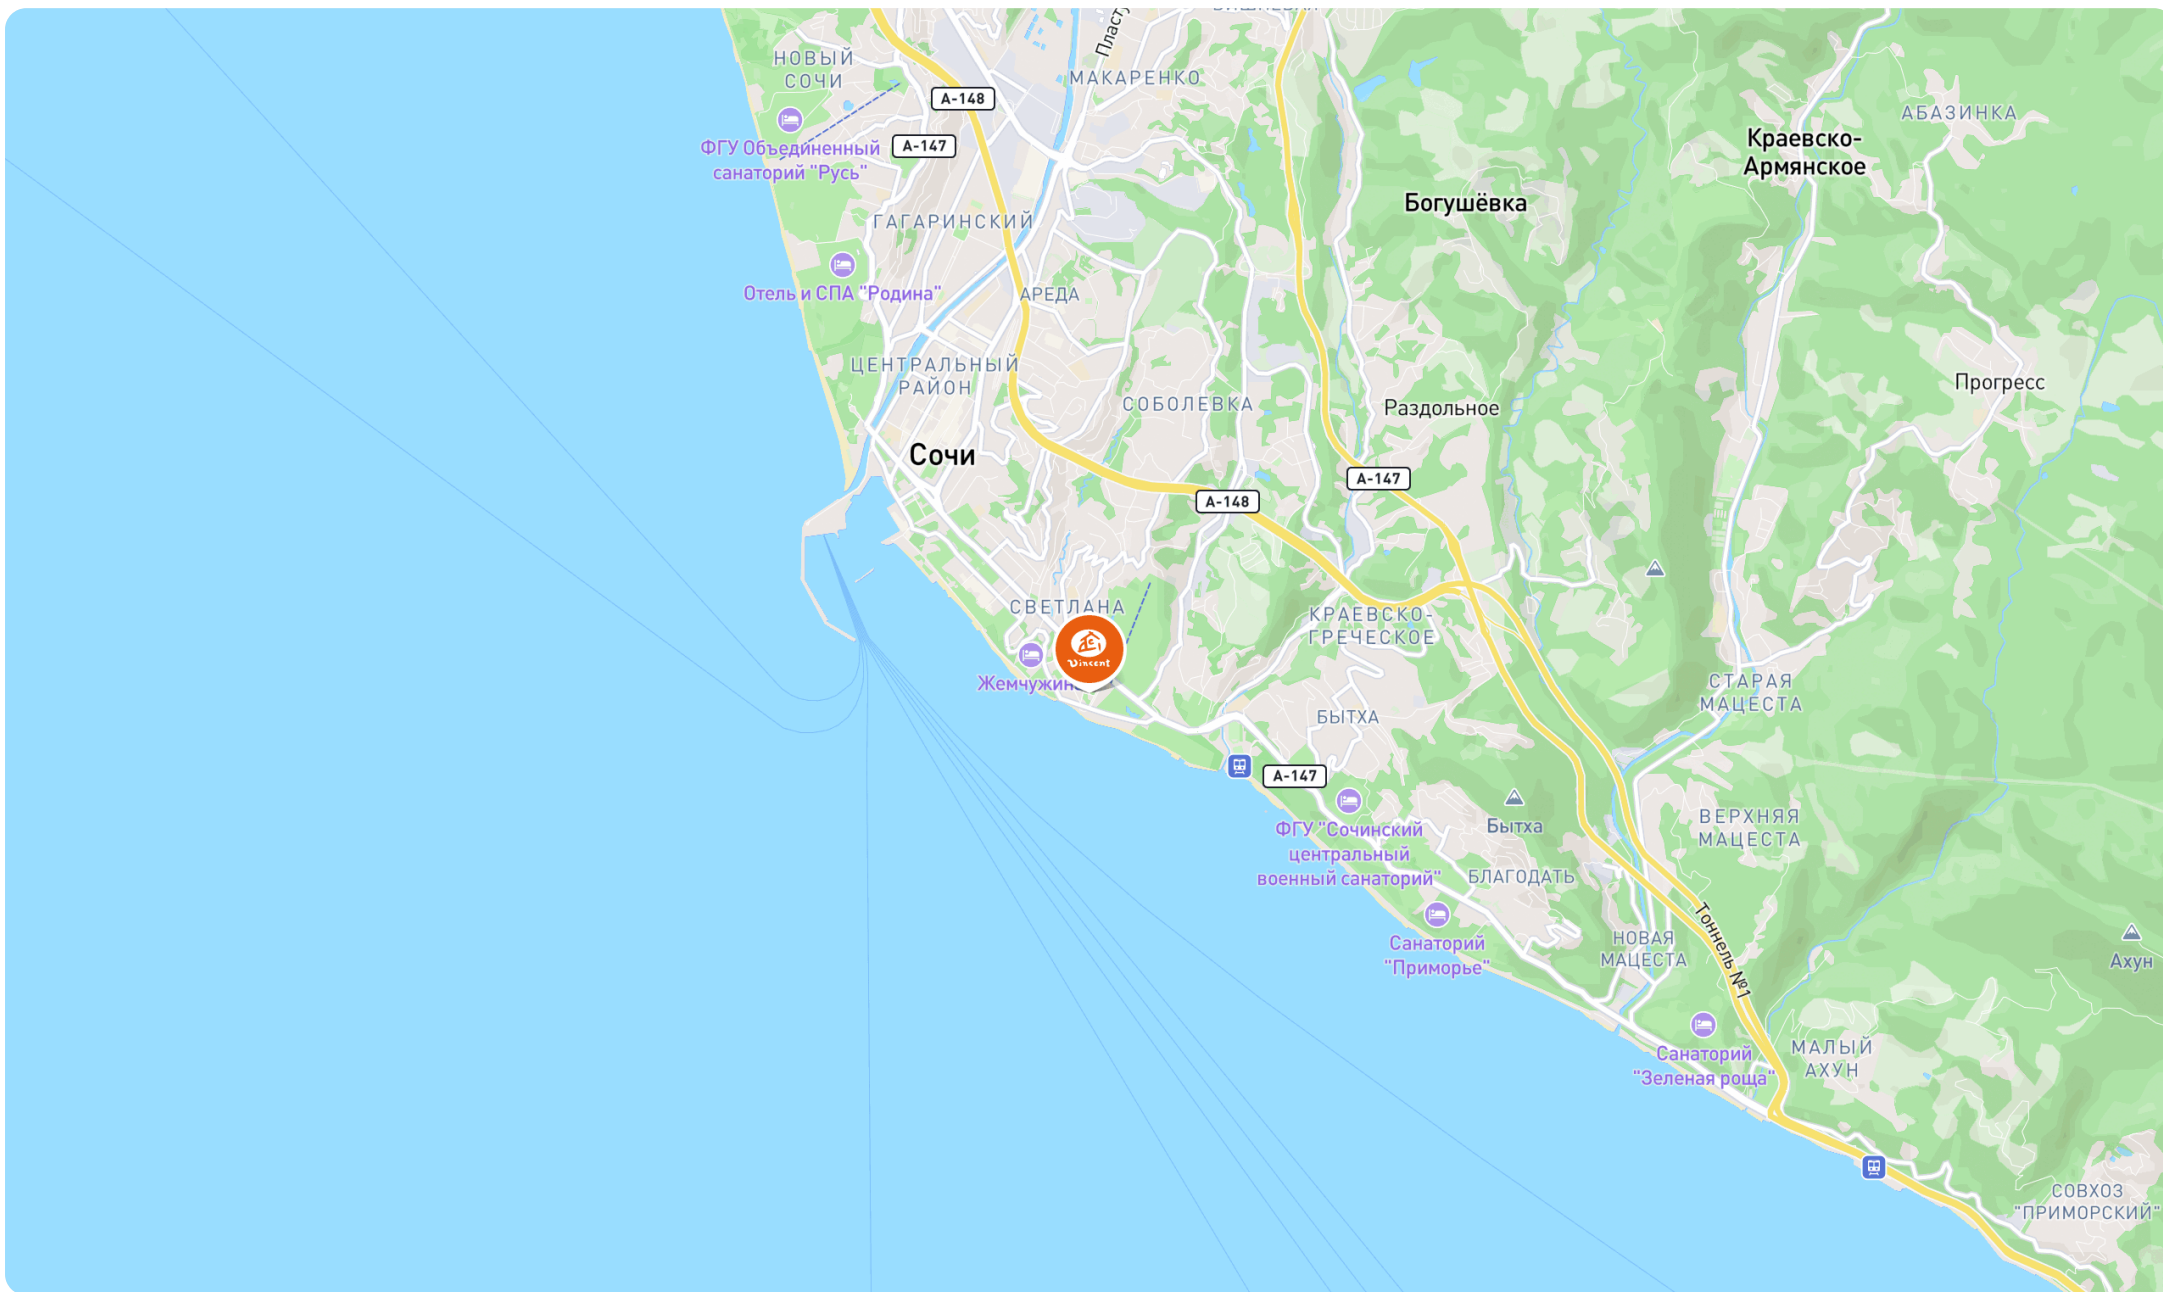 Пласту
НОВЫЙ
СОЧИ
МАКАРЕНКО
А-148
АБАЗИНКА
А-147
ФГУ Объединенный
санаторий "Русь"
Краевско-
Армянское
Богушёвка
ГАГАРИНСКИЙ
Отель и СПА "Родина"
АРЕДА
ЦЕНТРАЛЬНЫЙ
РАЙОН
Прогресс
СОБОЛЕВКА
Раздольное
Сочи
А-147
А-148
СВЕТЛАНА
КРАЕВСКО-
ГРЕЧЕСКОЕ
Vincent
Жемчужина
СТАРАЯ
МАЦЕСТА
БЫТХА
А-147
ВЕРХНЯЯ
МАЦЕСТА
Бытха
ФГУ "Сочинский
центральный
военный санаторий"
БЛАГОДАТЬ
Тоннель №1
Санаторий
"Приморье"
НОВАЯ
МАЦЕСТА
Ахун
Санаторий
"Зеленая роща"
МАЛЫЙ
АХУН
СОВХОЗ
"ПРИМОРСКИЙ"